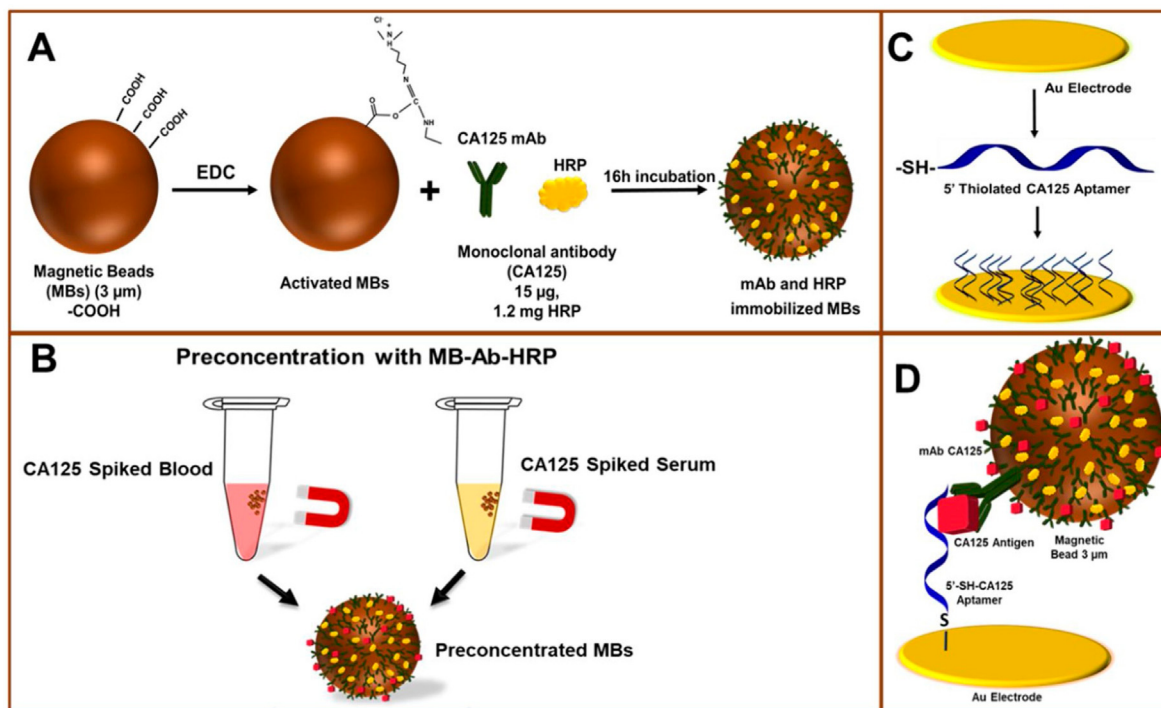 A
COOH
COOH
COOH
Magnetic Beads
(MBs) (3 µm)
-COOH
EDC
Cl⁻
+
N
H
N
C
O
O
NH
Activated MBs
+
CA125 mAb
HRP
Monoclonal antibody
(CA125)
15 µg,
1.2 mg HRP
16h incubation
mAb and HRP
immobilized MBs
B
Preconcentration with MB-Ab-HRP
CA125 Spiked Blood
CA125 Spiked Serum
Preconcentrated MBs
C
Au Electrode
-SH-
5' Thiolated CA125 Aptamer
D
mAb CA125
CA125 Antigen
Magnetic
Bead 3 µm
5'-SH-CA125
Aptamer
S
Au Electrode